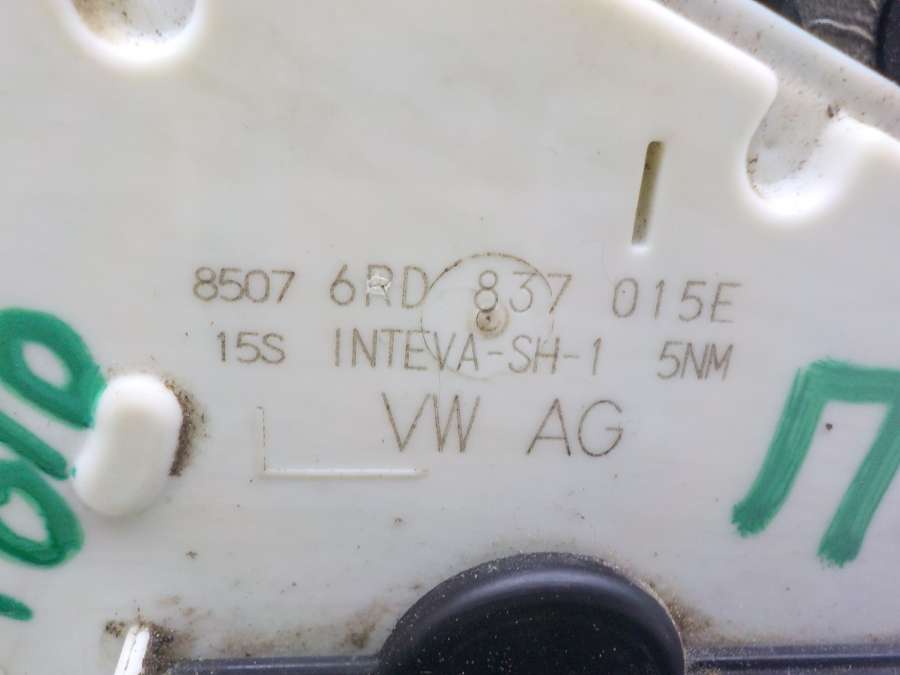 8507 6RD 837 015E
15S INTEVA-SH-1 5NM
VW AG
П